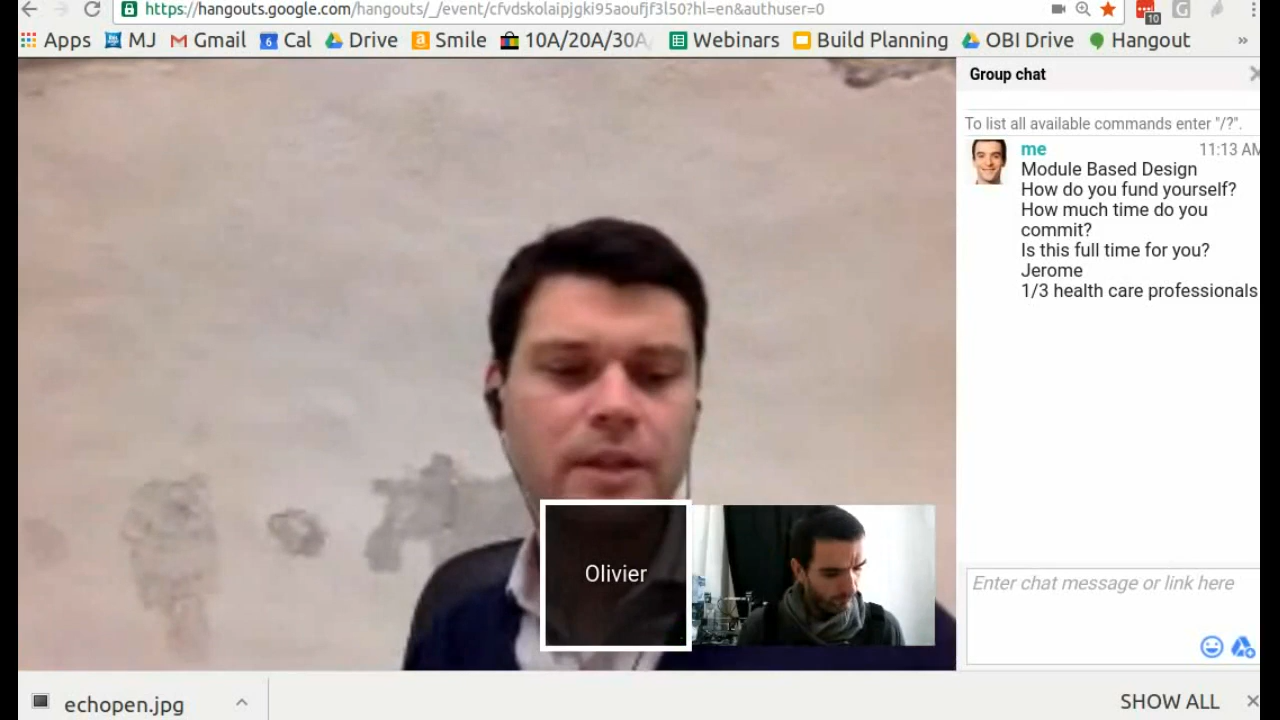 https://hangouts.google.com/hangouts/_/event/cfvdskolaipjgki95aoufjf3l50?hl=en&authuser=0
10
G
Apps MJ Gmail 6 Cal Drive Smile 10A/20A/30A Webinars Build Planning OBI Drive Hangout »
Group chat
To list all available commands enter "/?".
me 11:13 AM
Module Based Design
How do you fund yourself?
How much time do you
commit?
Is this full time for you?
Jerome
1/3 health care professionals
Olivier
Enter chat message or link here
echopen.jpg
SHOW ALL